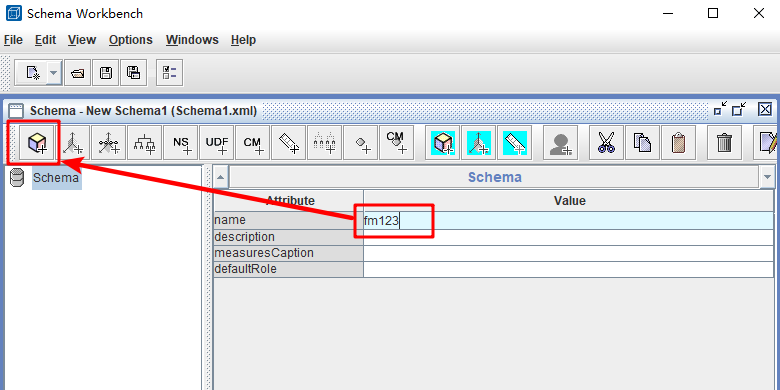 Schema Workbench
File Edit View Options Windows Help
Schema - New Schema1 (Schema1.xml)
NS UDF CM CM
Schema
Schema
Attribute Value
name fm123
description
measuresCaption
defaultRole